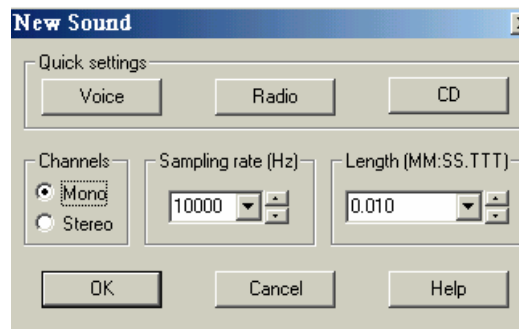 New Sound
Quick settings
Voice Radio CD
Channels Sampling rate (Hz) Length (MM:SS.TTT)
Mono 10000 0.010
Stereo
OK Cancel Help